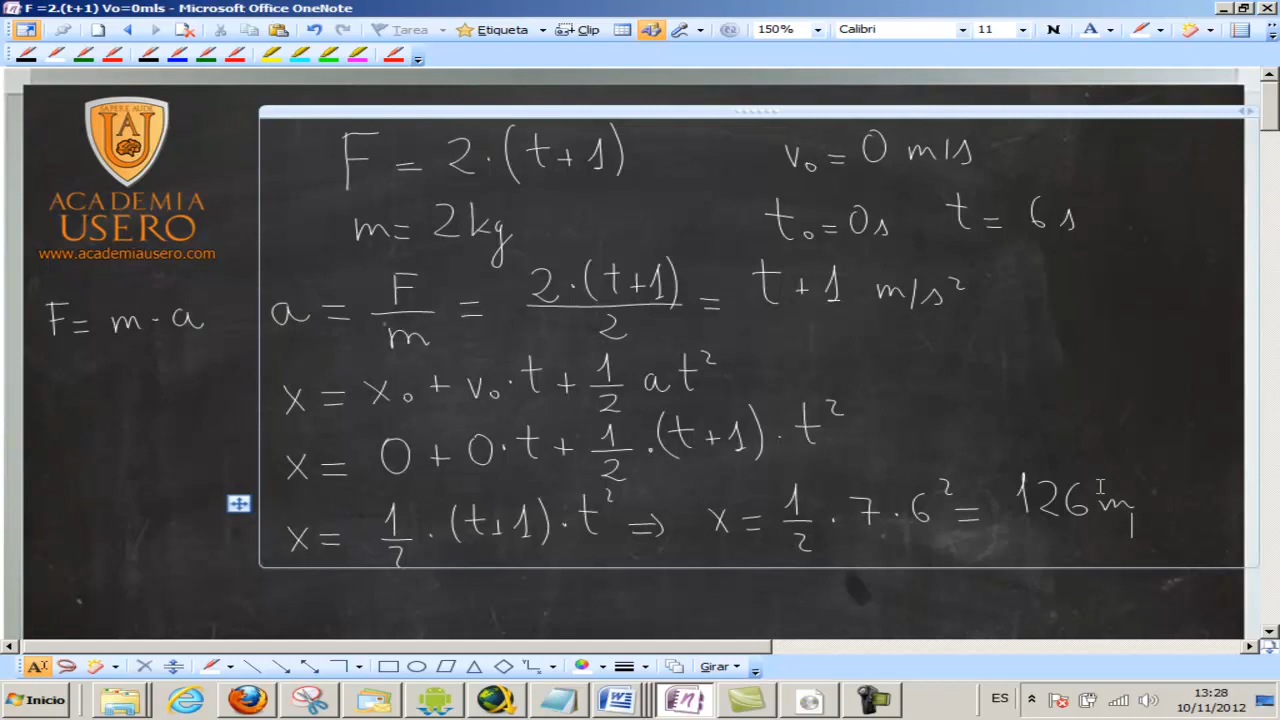 F =2.(t+1) Vo=0mls - Microsoft Office OneNote
Tarea Etiqueta Clip 150% Calibri 11 N A
SAPERE AUDE
UA
ACADEMIA
USERO
www.academiausero.com
F = 2·(t+1) v₀ = 0 m/s
m = 2kg t₀ = 0s t = 6s
F = m·a a = F/m = 2·(t+1)/2 = t+1 m/s²
x = x₀ + v₀·t + 1/2 a t²
x = 0 + 0·t + 1/2·(t+1)·t²
x = 1/2·(t+1)·t² ⇒ x = 1/2·7·6² = 126 m
A Girar
Inicio ES 13:28
10/11/2012